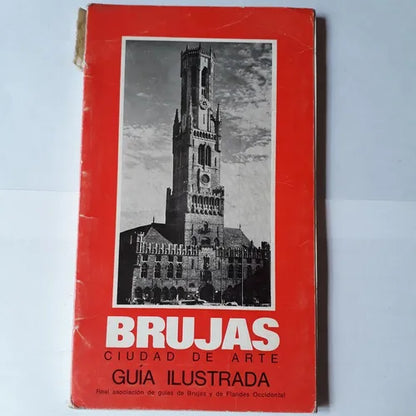 BRUJAS
CIUDAD DE ARTE
GUÍA ILUSTRADA
Real asociación de guías de Brujas y de Flandes Occidental